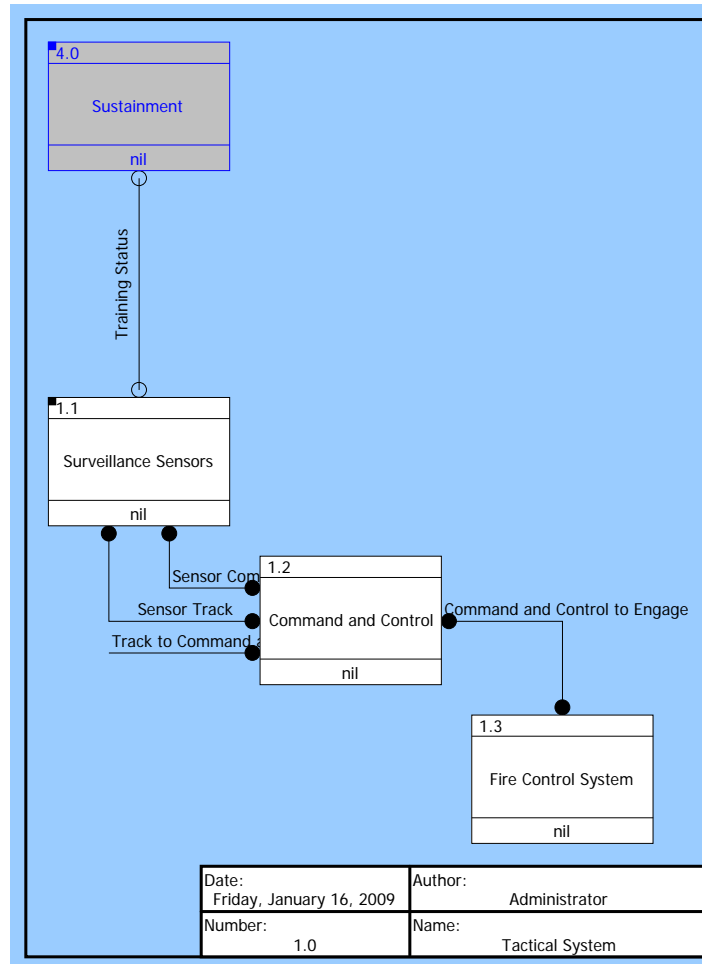 4.0
Sustainment
nil
Training Status
1.1
Surveillance Sensors
nil
Sensor Com
1.2
Sensor Track
Command and Control
Command and Control to Engage
Track to Command
nil
1.3
Fire Control System
nil
Date:
Friday, January 16, 2009
Author:
Administrator
Number:
1.0
Name:
Tactical System